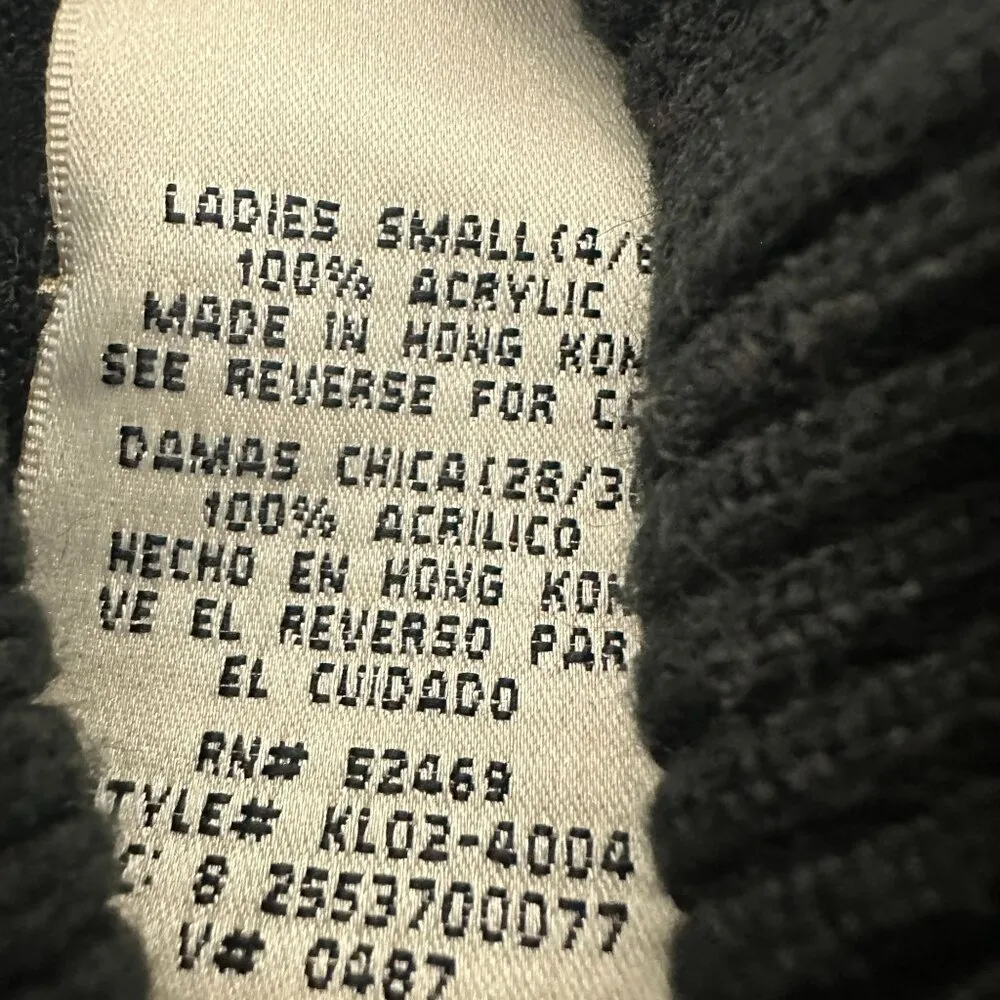 LADIES SMALL (4/6
100% ACRYLIC
MADE IN HONG KON
SEE REVERSE FOR CA
DAMAS CHICA (28/30
100% ACRILICO
HECHO EN HONG KON
VE EL REVERSO PAR
EL CUIDADO
RN# 52469
TYLE# KL02-4004
C: 8 2553700077
V# 0487